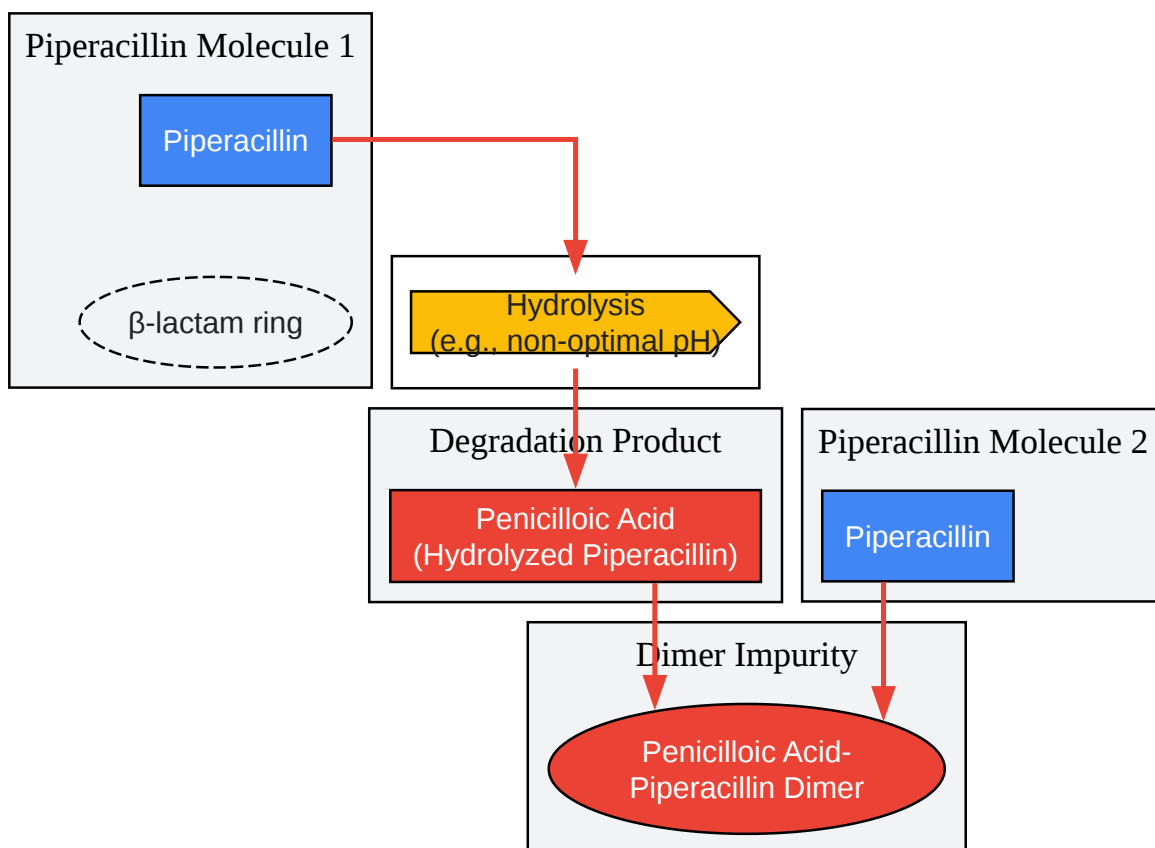 Piperacillin Molecule 1
Piperacillin
β-lactam ring
Hydrolysis
(e.g., non-optimal pH)
Degradation Product
Penicilloic Acid
(Hydrolyzed Piperacillin)
Piperacillin Molecule 2
Piperacillin
Dimer Impurity
Penicilloic Acid-
Piperacillin Dimer